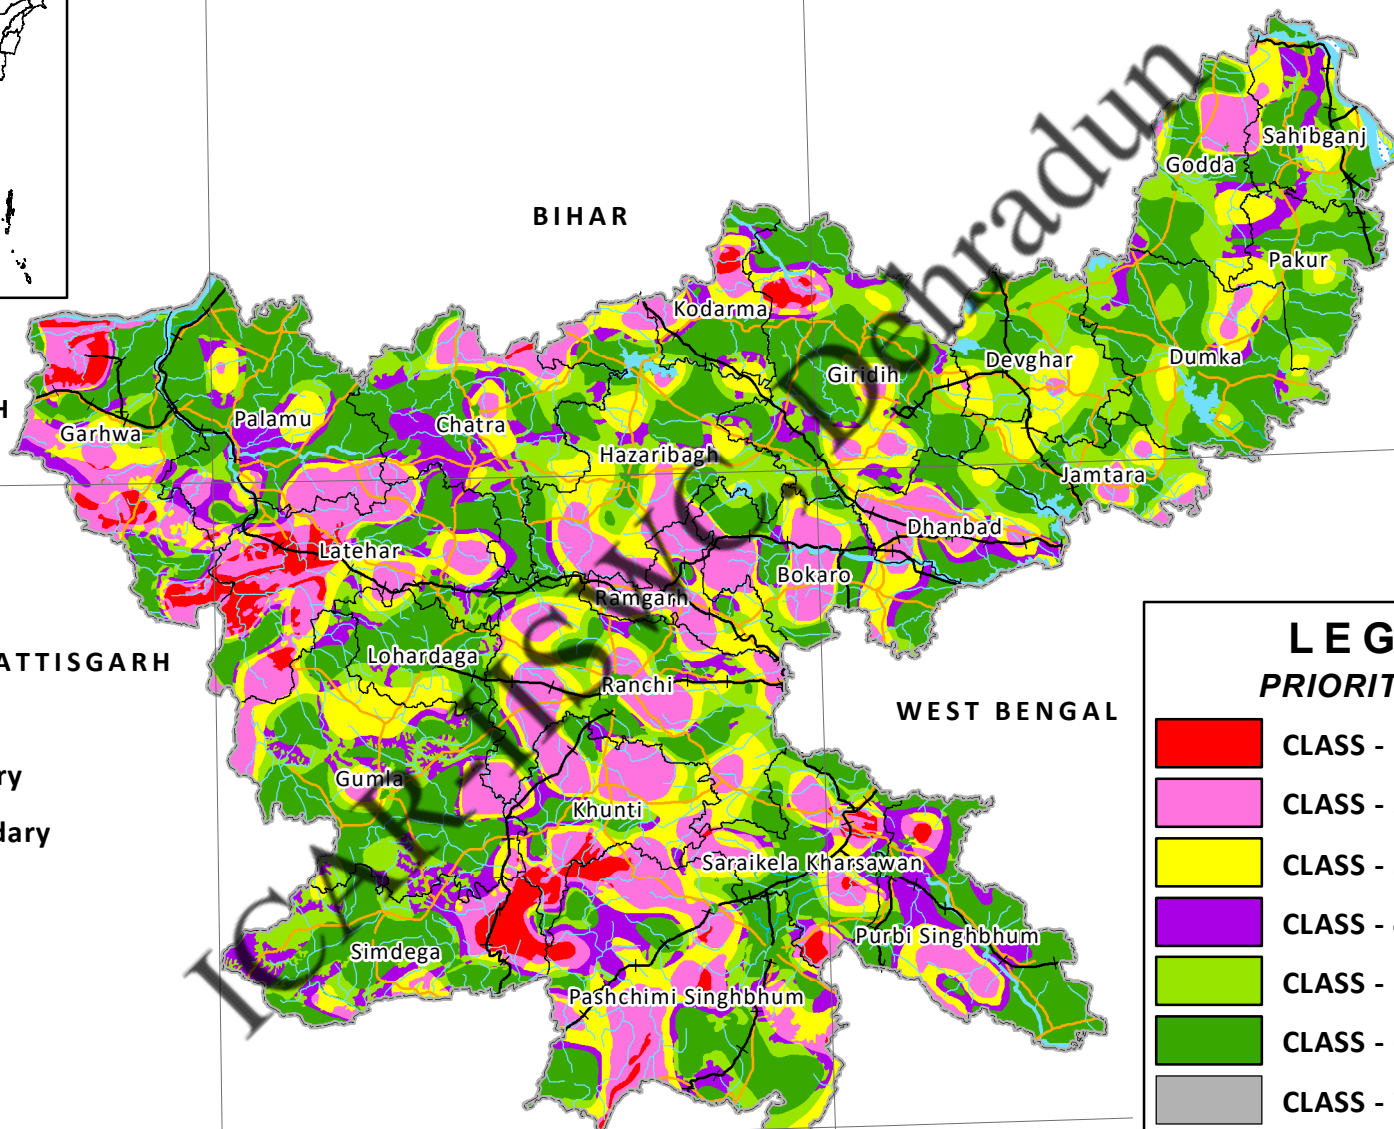 BIHAR
Sahibganj
Godda
Pakur
Kodarma
Dumka
Devghar
Giridih
H
Palamu
Garhwa
Chatra
Hazaribagh
Jamtara
Dhanbad
Latehar
Bokaro
Ramgarh
ATTISGARH
Lohardaga
Ranchi
WEST BENGAL
Gumla
Khunti
ry
dary
Saraikela Kharsawan
Purbi Singhbhum
Simdega
Pashchimi Singhbhum
LEG
PRIORIT
CLASS -
CLASS -
CLASS -
CLASS -
CLASS -
CLASS -
CLASS -
ICAR-IISWC, Dehradun